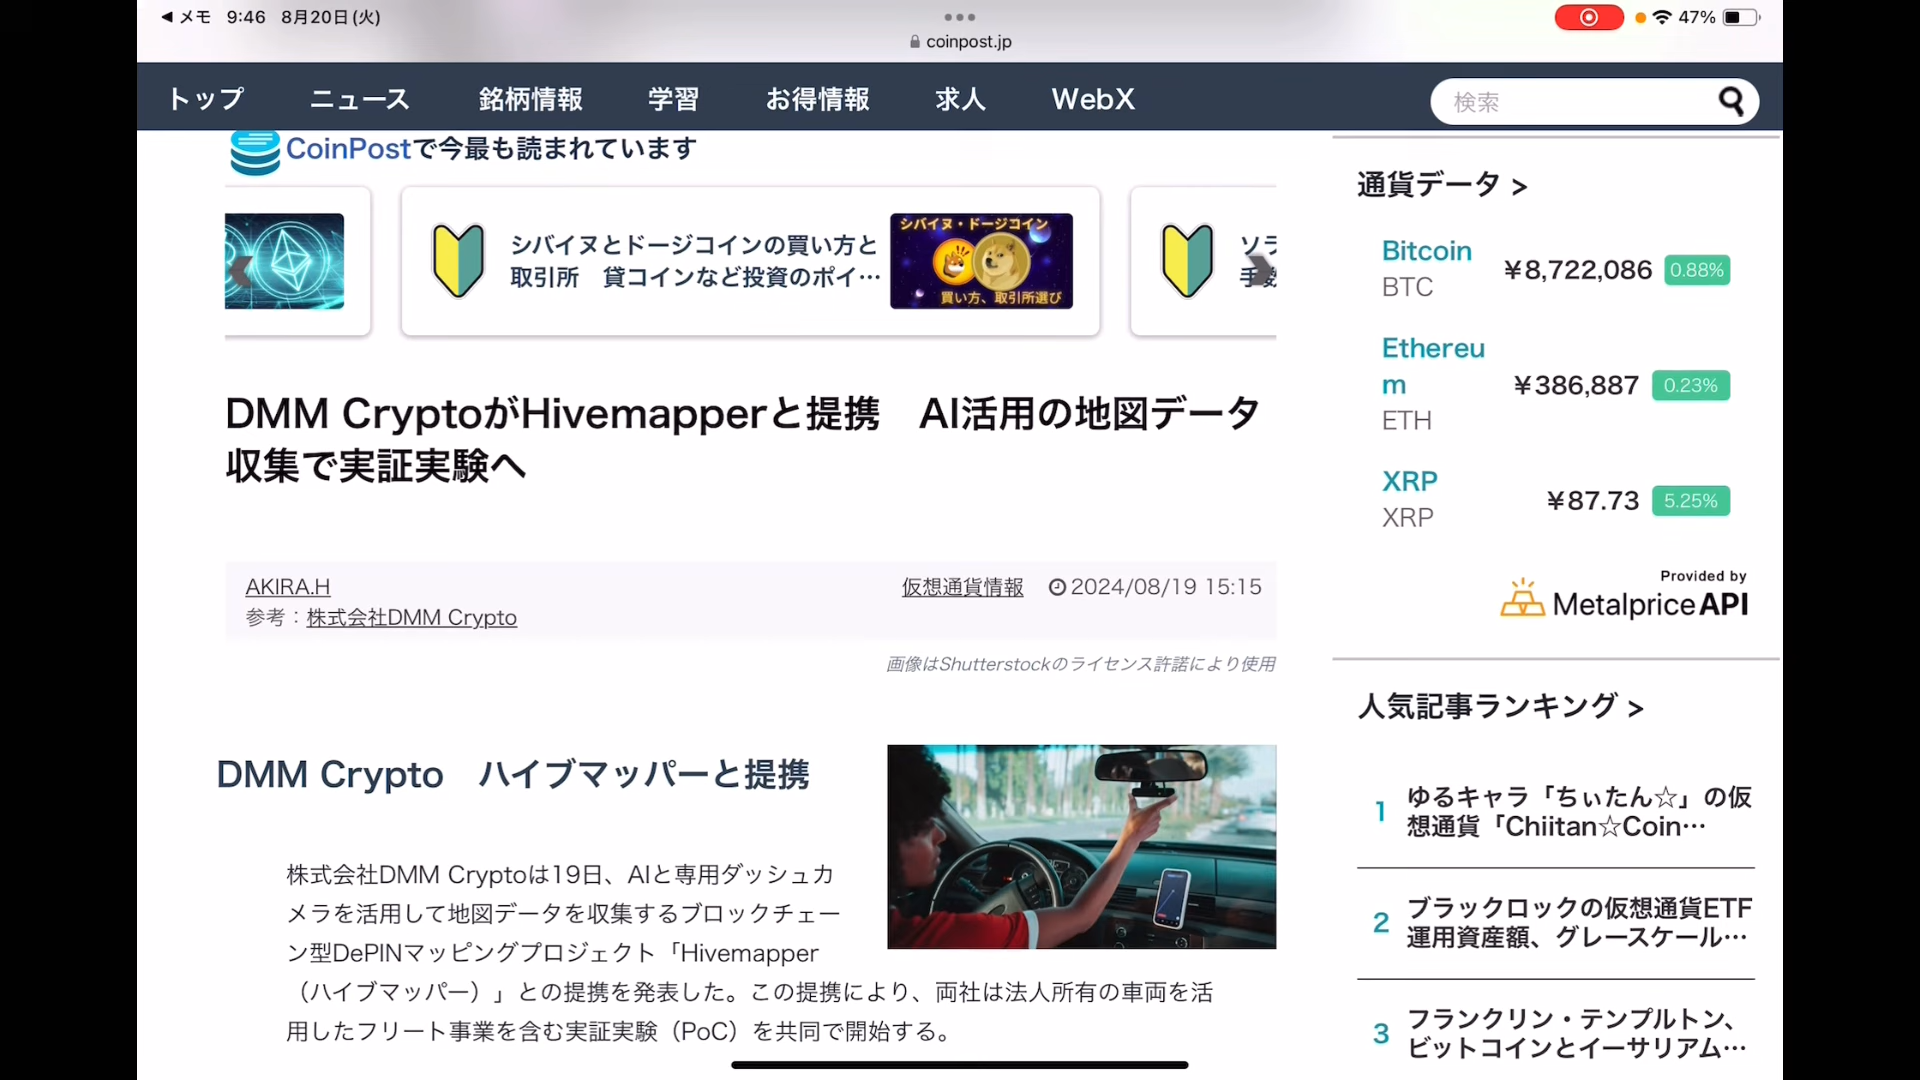 ◀ メモ 9:46 8月20日(火)
47%
coinpost.jp
トップ ニュース 銘柄情報 学習 お得情報 求人 WebX
検索
CoinPostで今最も読まれています
シバイヌとドージコインの買い方と
取引所 貸コインなど投資のポイ…
シバイヌ・ドージコイン
買い方、取引所選び
ソラ
手数
DMM CryptoがHivemapperと提携 AI活用の地図データ
収集で実証実験へ
AKIRA.H
参考：株式会社DMM Crypto
仮想通貨情報 2024/08/19 15:15
画像はShutterstockのライセンス許諾により使用
DMM Crypto ハイブマッパーと提携
株式会社DMM Cryptoは19日、AIと専用ダッシュカ
メラを活用して地図データを収集するブロックチェー
ン型DePINマッピングプロジェクト「Hivemapper
（ハイブマッパー）」との提携を発表した。この提携により、両社は法人所有の車両を活
用したフリート事業を含む実証実験（PoC）を共同で開始する。
通貨データ >
Bitcoin
BTC
¥8,722,086 0.88%
Ethereu
m
ETH
¥386,887 0.23%
XRP
XRP
¥87.73 5.25%
Provided by
MetalpriceAPI
人気記事ランキング >
1 ゆるキャラ「ちぃたん☆」の仮
想通貨「Chiitan☆Coin…
2 ブラックロックの仮想通貨ETF
運用資産額、グレースケール…
3 フランクリン・テンプルトン、
ビットコインとイーサリアム…